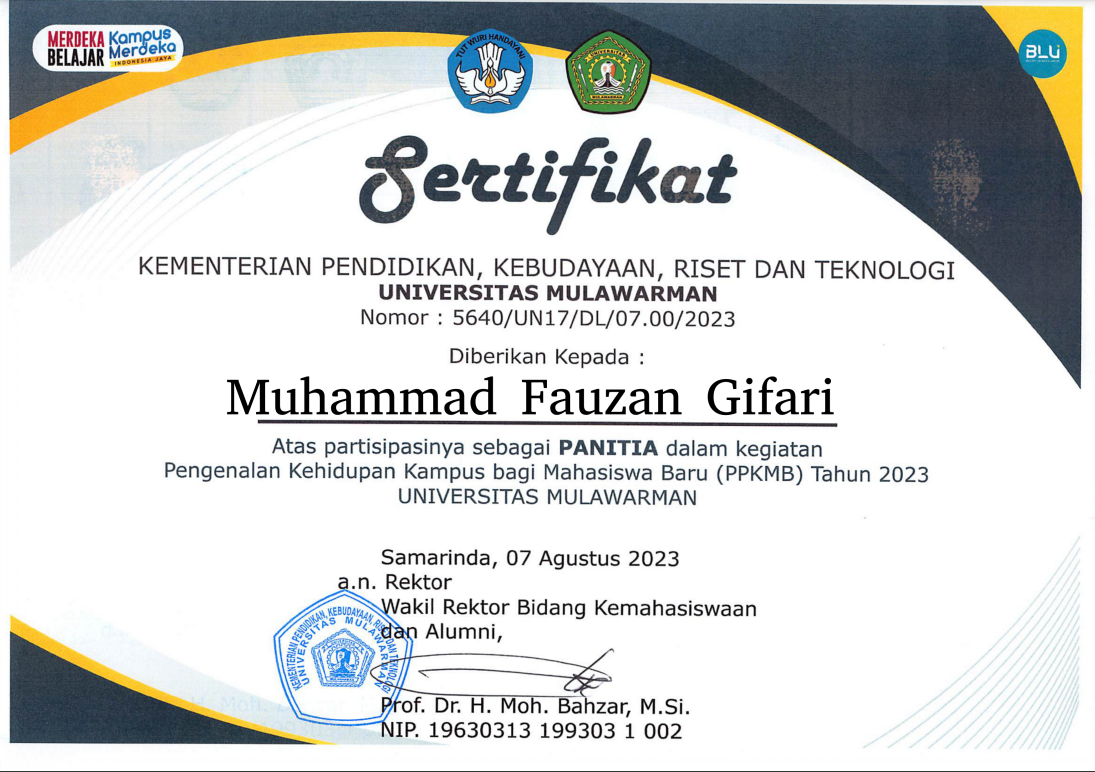 MERDEKA
BELAJAR
Kampus
Merdeka
INDONESIA JAYA
TUT WURI HANDAYANI
UNIVERSITAS
BLU
Sertifikat
KEMENTERIAN PENDIDIKAN, KEBUDAYAAN, RISET DAN TEKNOLOGI
UNIVERSITAS MULAWARMAN
Nomor : 5640/UN17/DL/07.00/2023
Diberikan Kepada :
Muhammad Fauzan Gifari
Atas partisipasinya sebagai PANITIA dalam kegiatan
Pengenalan Kehidupan Kampus bagi Mahasiswa Baru (PPKMB) Tahun 2023
UNIVERSITAS MULAWARMAN
Samarinda, 07 Agustus 2023
a.n. Rektor
Wakil Rektor Bidang Kemahasiswaan
dan Alumni,
KEMENTERIAN PENDIDIKAN, KEBUDAYAAN, RISET DAN TEKNOLOGI
UNIVERSITAS MULAWARMAN
Prof. Dr. H. Moh. Bahzar, M.Si.
NIP. 19630313 199303 1 002